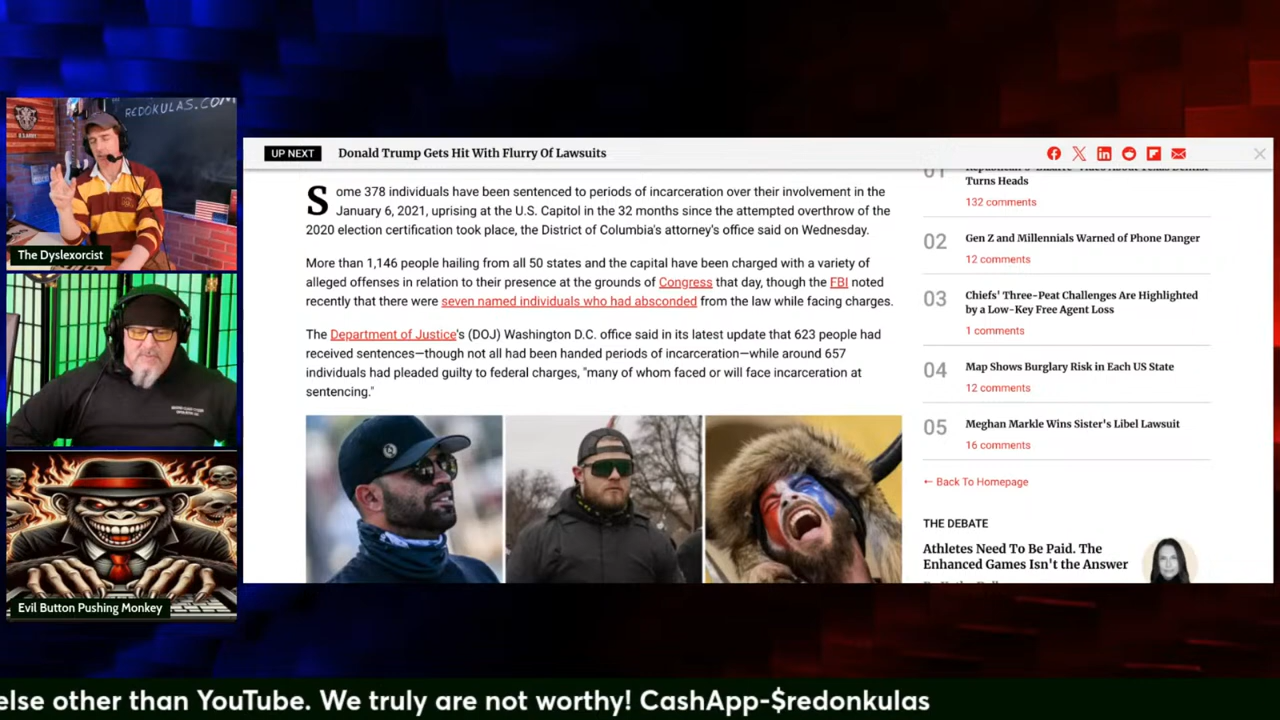 REDOKULAS.COM
The Dyslexorcist
Evil Button Pushing Monkey
UP NEXT
Donald Trump Gets Hit With Flurry Of Lawsuits
Some 378 individuals have been sentenced to periods of incarceration over their involvement in the
January 6, 2021, uprising at the U.S. Capitol in the 32 months since the attempted overthrow of the
2020 election certification took place, the District of Columbia's attorney's office said on Wednesday.
More than 1,146 people hailing from all 50 states and the capital have been charged with a variety of
alleged offenses in relation to their presence at the grounds of Congress that day, though the FBI noted
recently that there were seven named individuals who had absconded from the law while facing charges.
The Department of Justice's (DOJ) Washington D.C. office said in its latest update that 623 people had
received sentences—though not all had been handed periods of incarceration—while around 657
individuals had pleaded guilty to federal charges, "many of whom faced or will face incarceration at
sentencing."
Turns Heads
132 comments
02
Gen Z and Millennials Warned of Phone Danger
12 comments
03
Chiefs' Three-Peat Challenges Are Highlighted
by a Low-Key Free Agent Loss
1 comments
04
Map Shows Burglary Risk in Each US State
12 comments
05
Meghan Markle Wins Sister's Libel Lawsuit
16 comments
← Back To Homepage
THE DEBATE
Athletes Need To Be Paid. The
Enhanced Games Isn't the Answer
else other than YouTube. We truly are not worthy! CashApp-$redonkulas